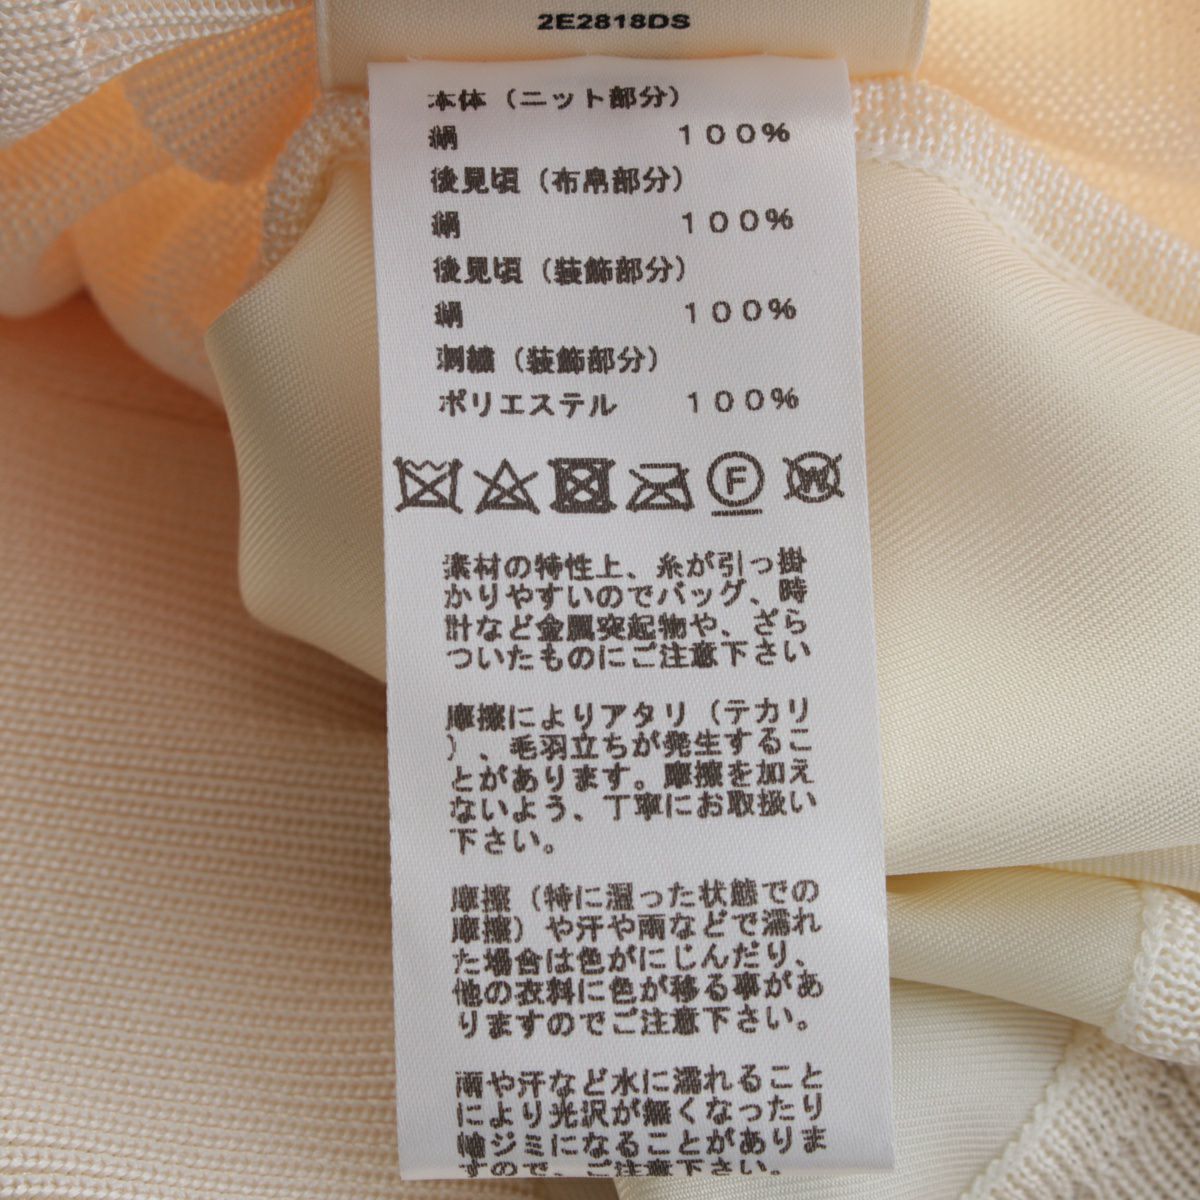 2E2818DS
本体（ニット部分）
絹 100%
後見頃（布帛部分）
絹 100%
後見頃（装飾部分）
絹 100%
刺繍（装飾部分）
ポリエステル 100%
F
W
素材の特性上、糸が引っ掛
かりやすいのでバッグ、時
計など金属突起物や、ざら
ついたものにご注意下さい
摩擦によりアタリ（テカリ
）、毛羽立ちが発生するこ
とがあります。摩擦を加え
ないよう、丁寧にお取扱い
下さい。
摩擦（特に湿った状態での
摩擦）や汗や雨などで濡れ
た場合は色がにじんだり、
他の衣料に色が移る事があ
りますのでご注意下さい。
雨や汗など水に濡れること
により光沢が無くなったり
輪ジミになることがありま
すので、ご注意下さい。